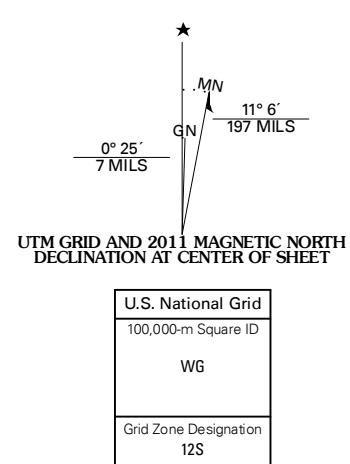 ★
MN
11° 6´
197 MILS
GN
0° 25´
7 MILS
UTM GRID AND 2011 MAGNETIC NORTH
DECLINATION AT CENTER OF SHEET
U.S. National Grid
100,000-m Square ID
WG
Grid Zone Designation
12S